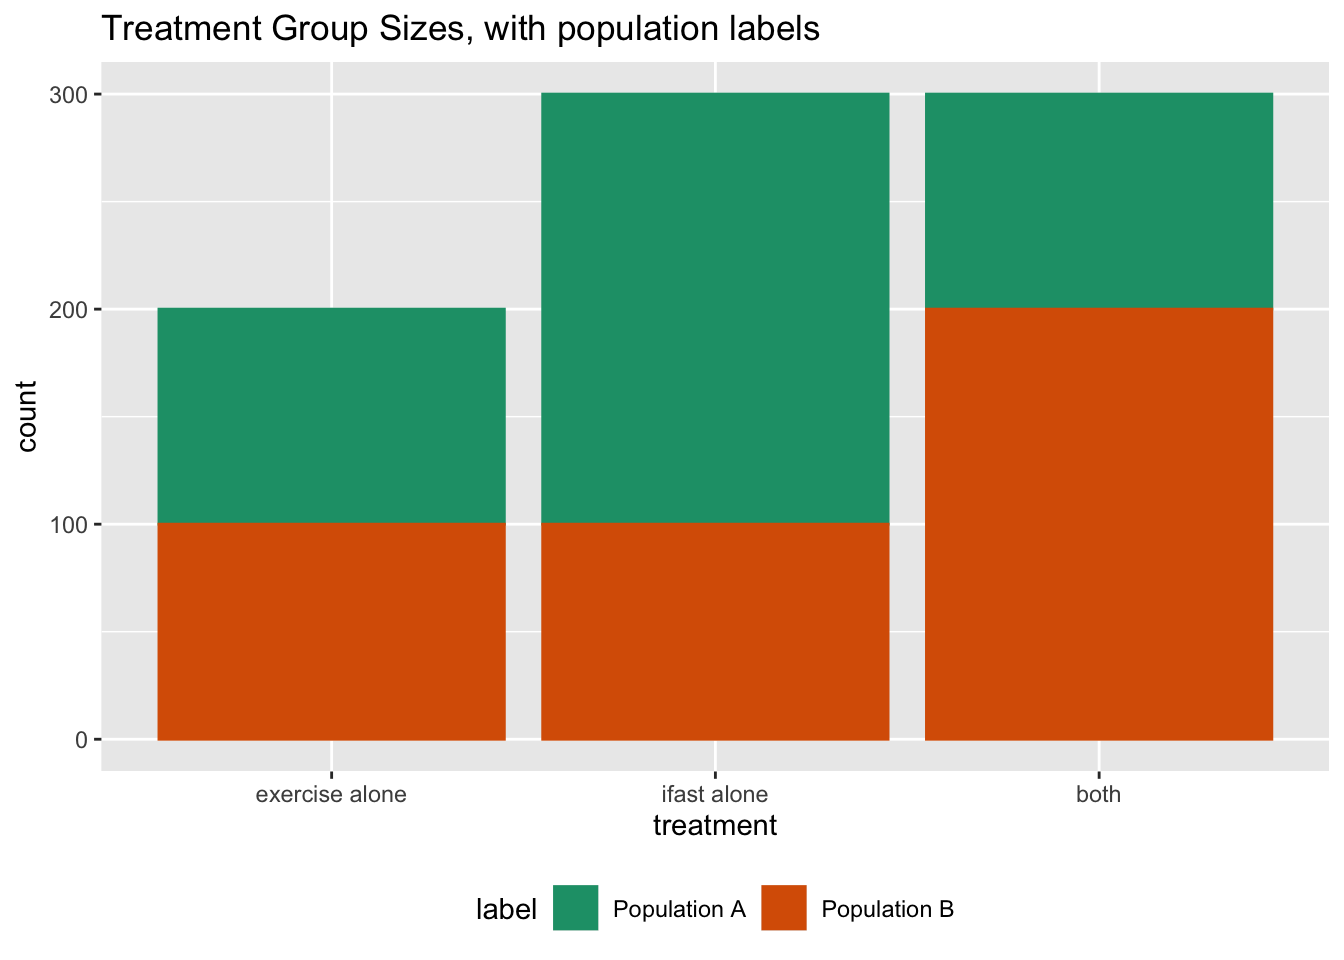 Treatment Group Sizes, with population labels
300
200
100
0
count
exercise alone ifast alone both
treatment
label Population A Population B